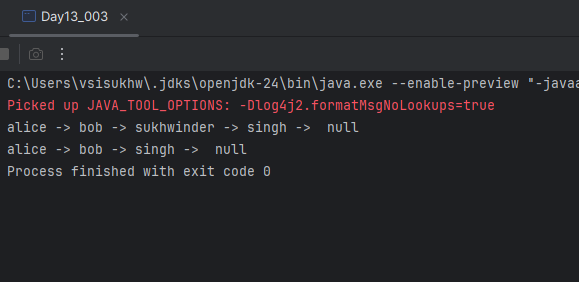 Day13_003
C:\Users\vsisukhw\.jdks\openjdk-24\bin\java.exe --enable-preview "-javaa
Picked up JAVA_TOOL_OPTIONS: -Dlog4j2.formatMsgNoLookups=true
alice -> bob -> sukhwinder -> singh ->  null
alice -> bob -> singh ->  null
Process finished with exit code 0